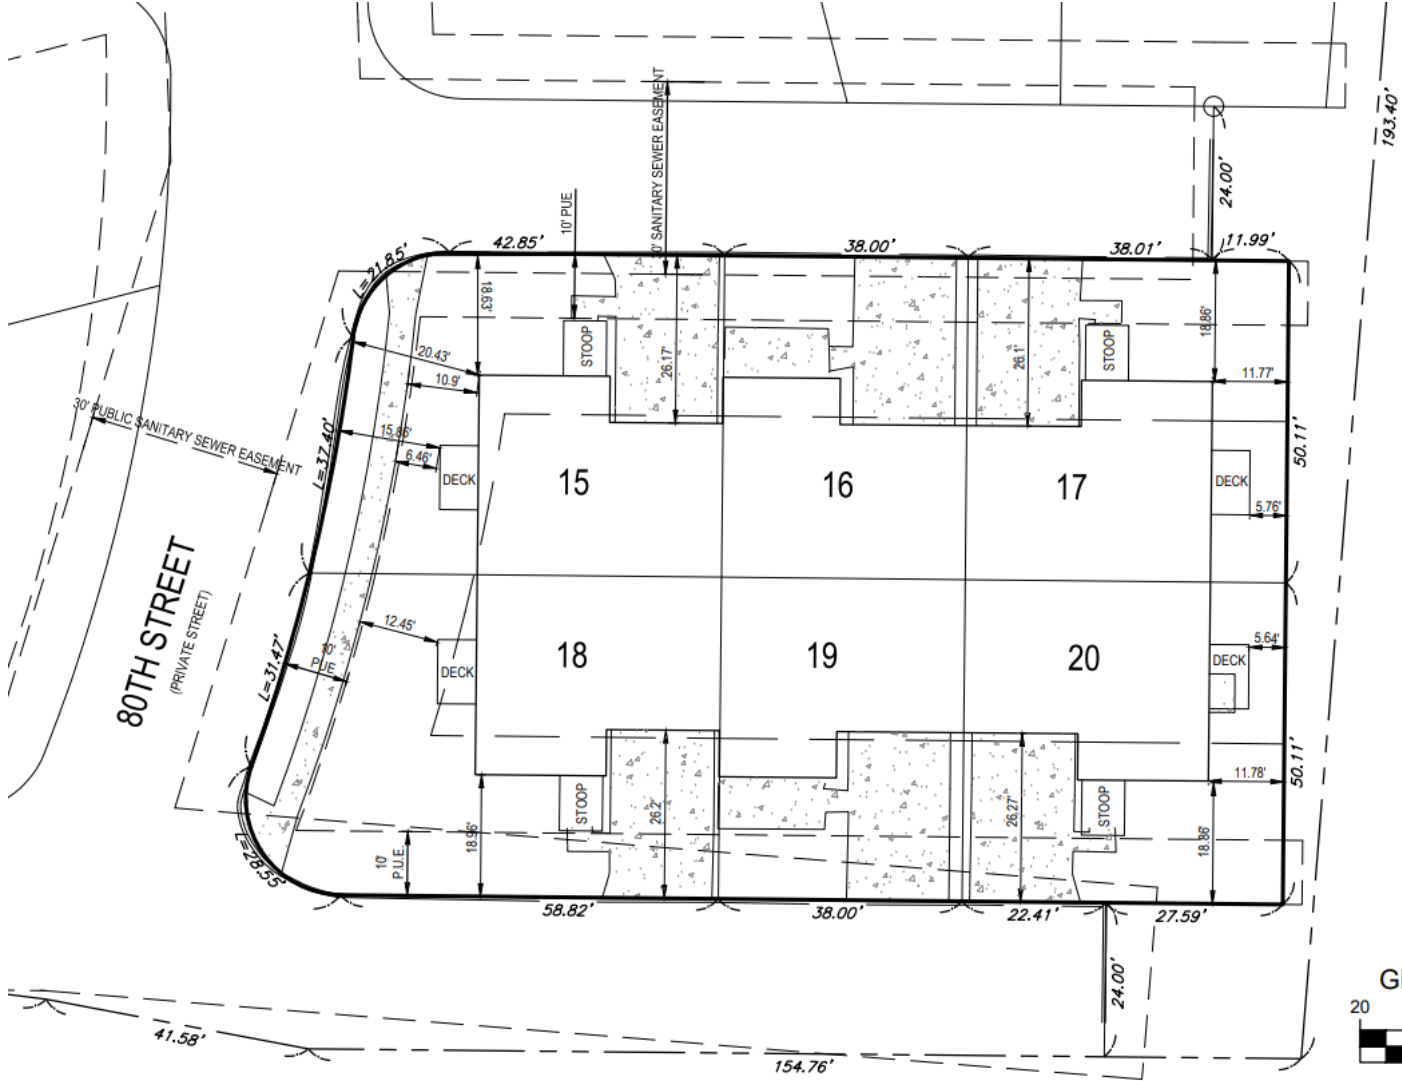 193.40'
30' SANITARY SEWER EASEMENT
24.00'
10' PUE
L=21.85'
42.85'
38.00'
38.01'
11.99'
18.63'
STOOP
26.17'
26.1'
STOOP
18.86'
20.43'
10.9'
11.77'
30' PUBLIC SANITARY SEWER EASEMENT
L=37.40'
15.86'
6.46'
DECK
15
16
17
DECK
5.76'
50.11'
80TH STREET
(PRIVATE STREET)
12.45'
10'
PUE
L=31.47'
DECK
18
19
20
DECK
5.64'
50.11'
11.78'
STOOP
26.2'
26.27'
STOOP
18.96'
18.86'
10'
P.U.E.
L=28.55'
58.82'
38.00'
22.41'
27.59'
24.00'
41.58'
154.76'
20